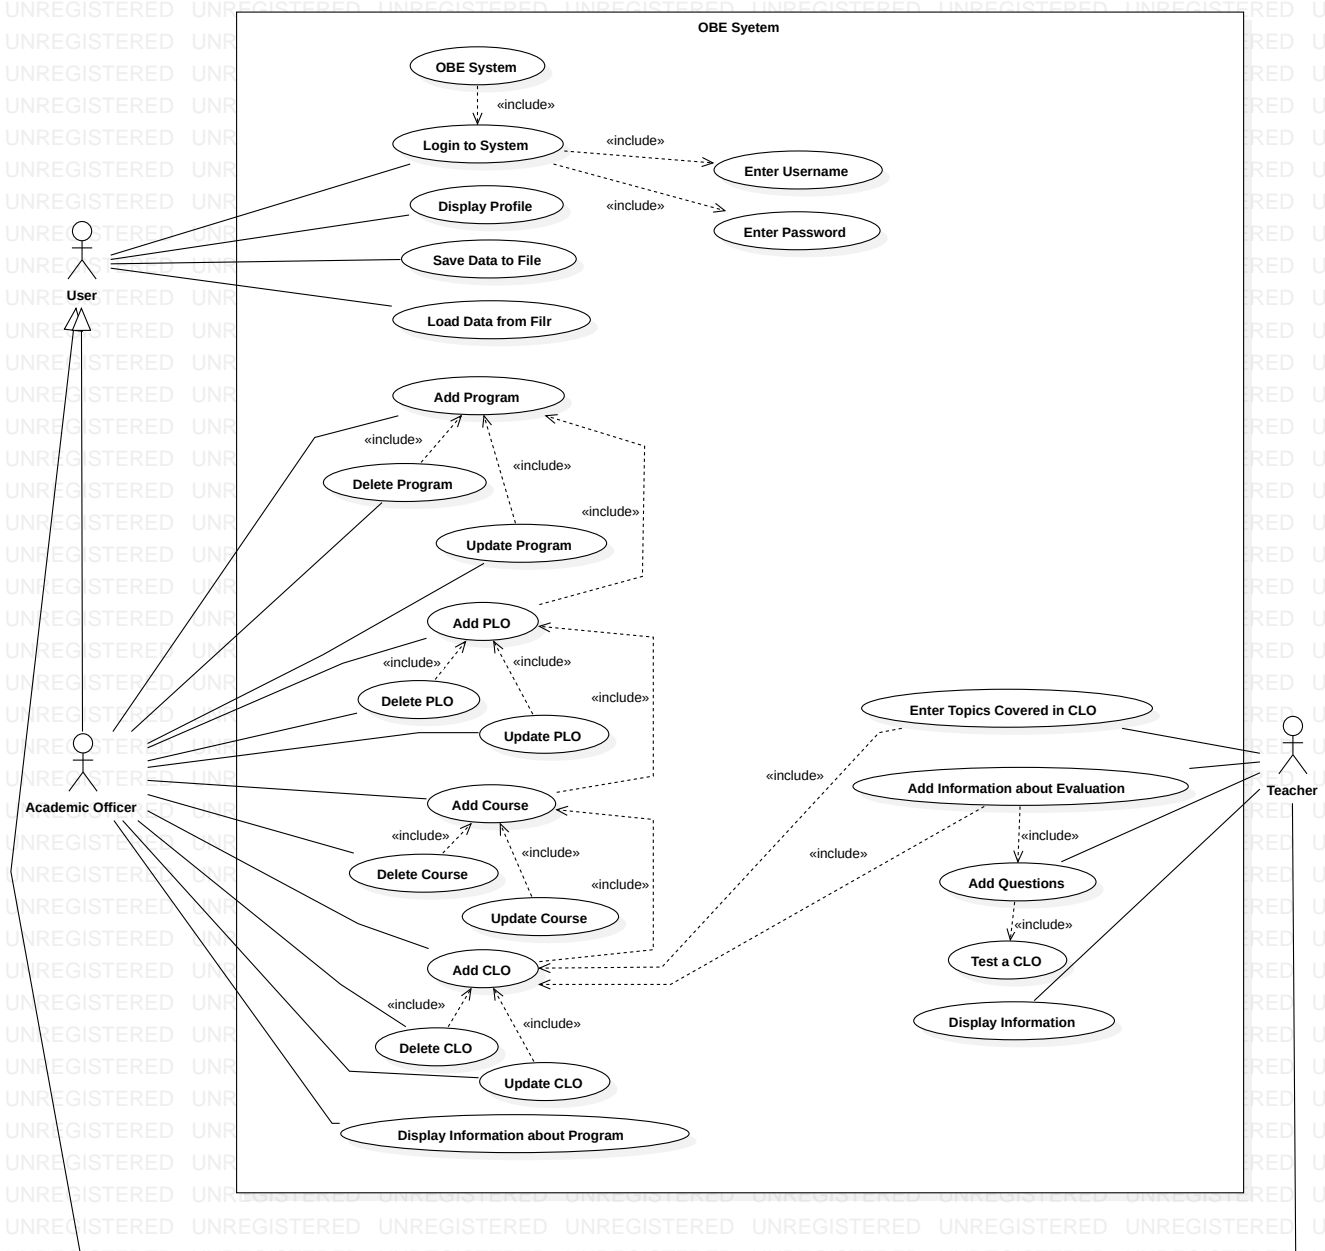 OBE Syetem
OBE System
«include»
Login to System
«include»
Enter Username
Display Profile
«include»
Enter Password
Save Data to File
User
Load Data from Filr
Add Program
«include»
«include»
Delete Program
«include»
Update Program
Add PLO
«include»
«include»
Delete PLO
«include»
Enter Topics Covered in CLO
Update PLO
«include»
Add Information about Evaluation
Teacher
Academic Officer
Add Course
«include»
«include»
«include»
«include»
Delete Course
«include»
Add Questions
Update Course
«include»
Add CLO
Test a CLO
«include»
«include»
Display Information
Delete CLO
Update CLO
Display Information about Program
UNREGISTERED